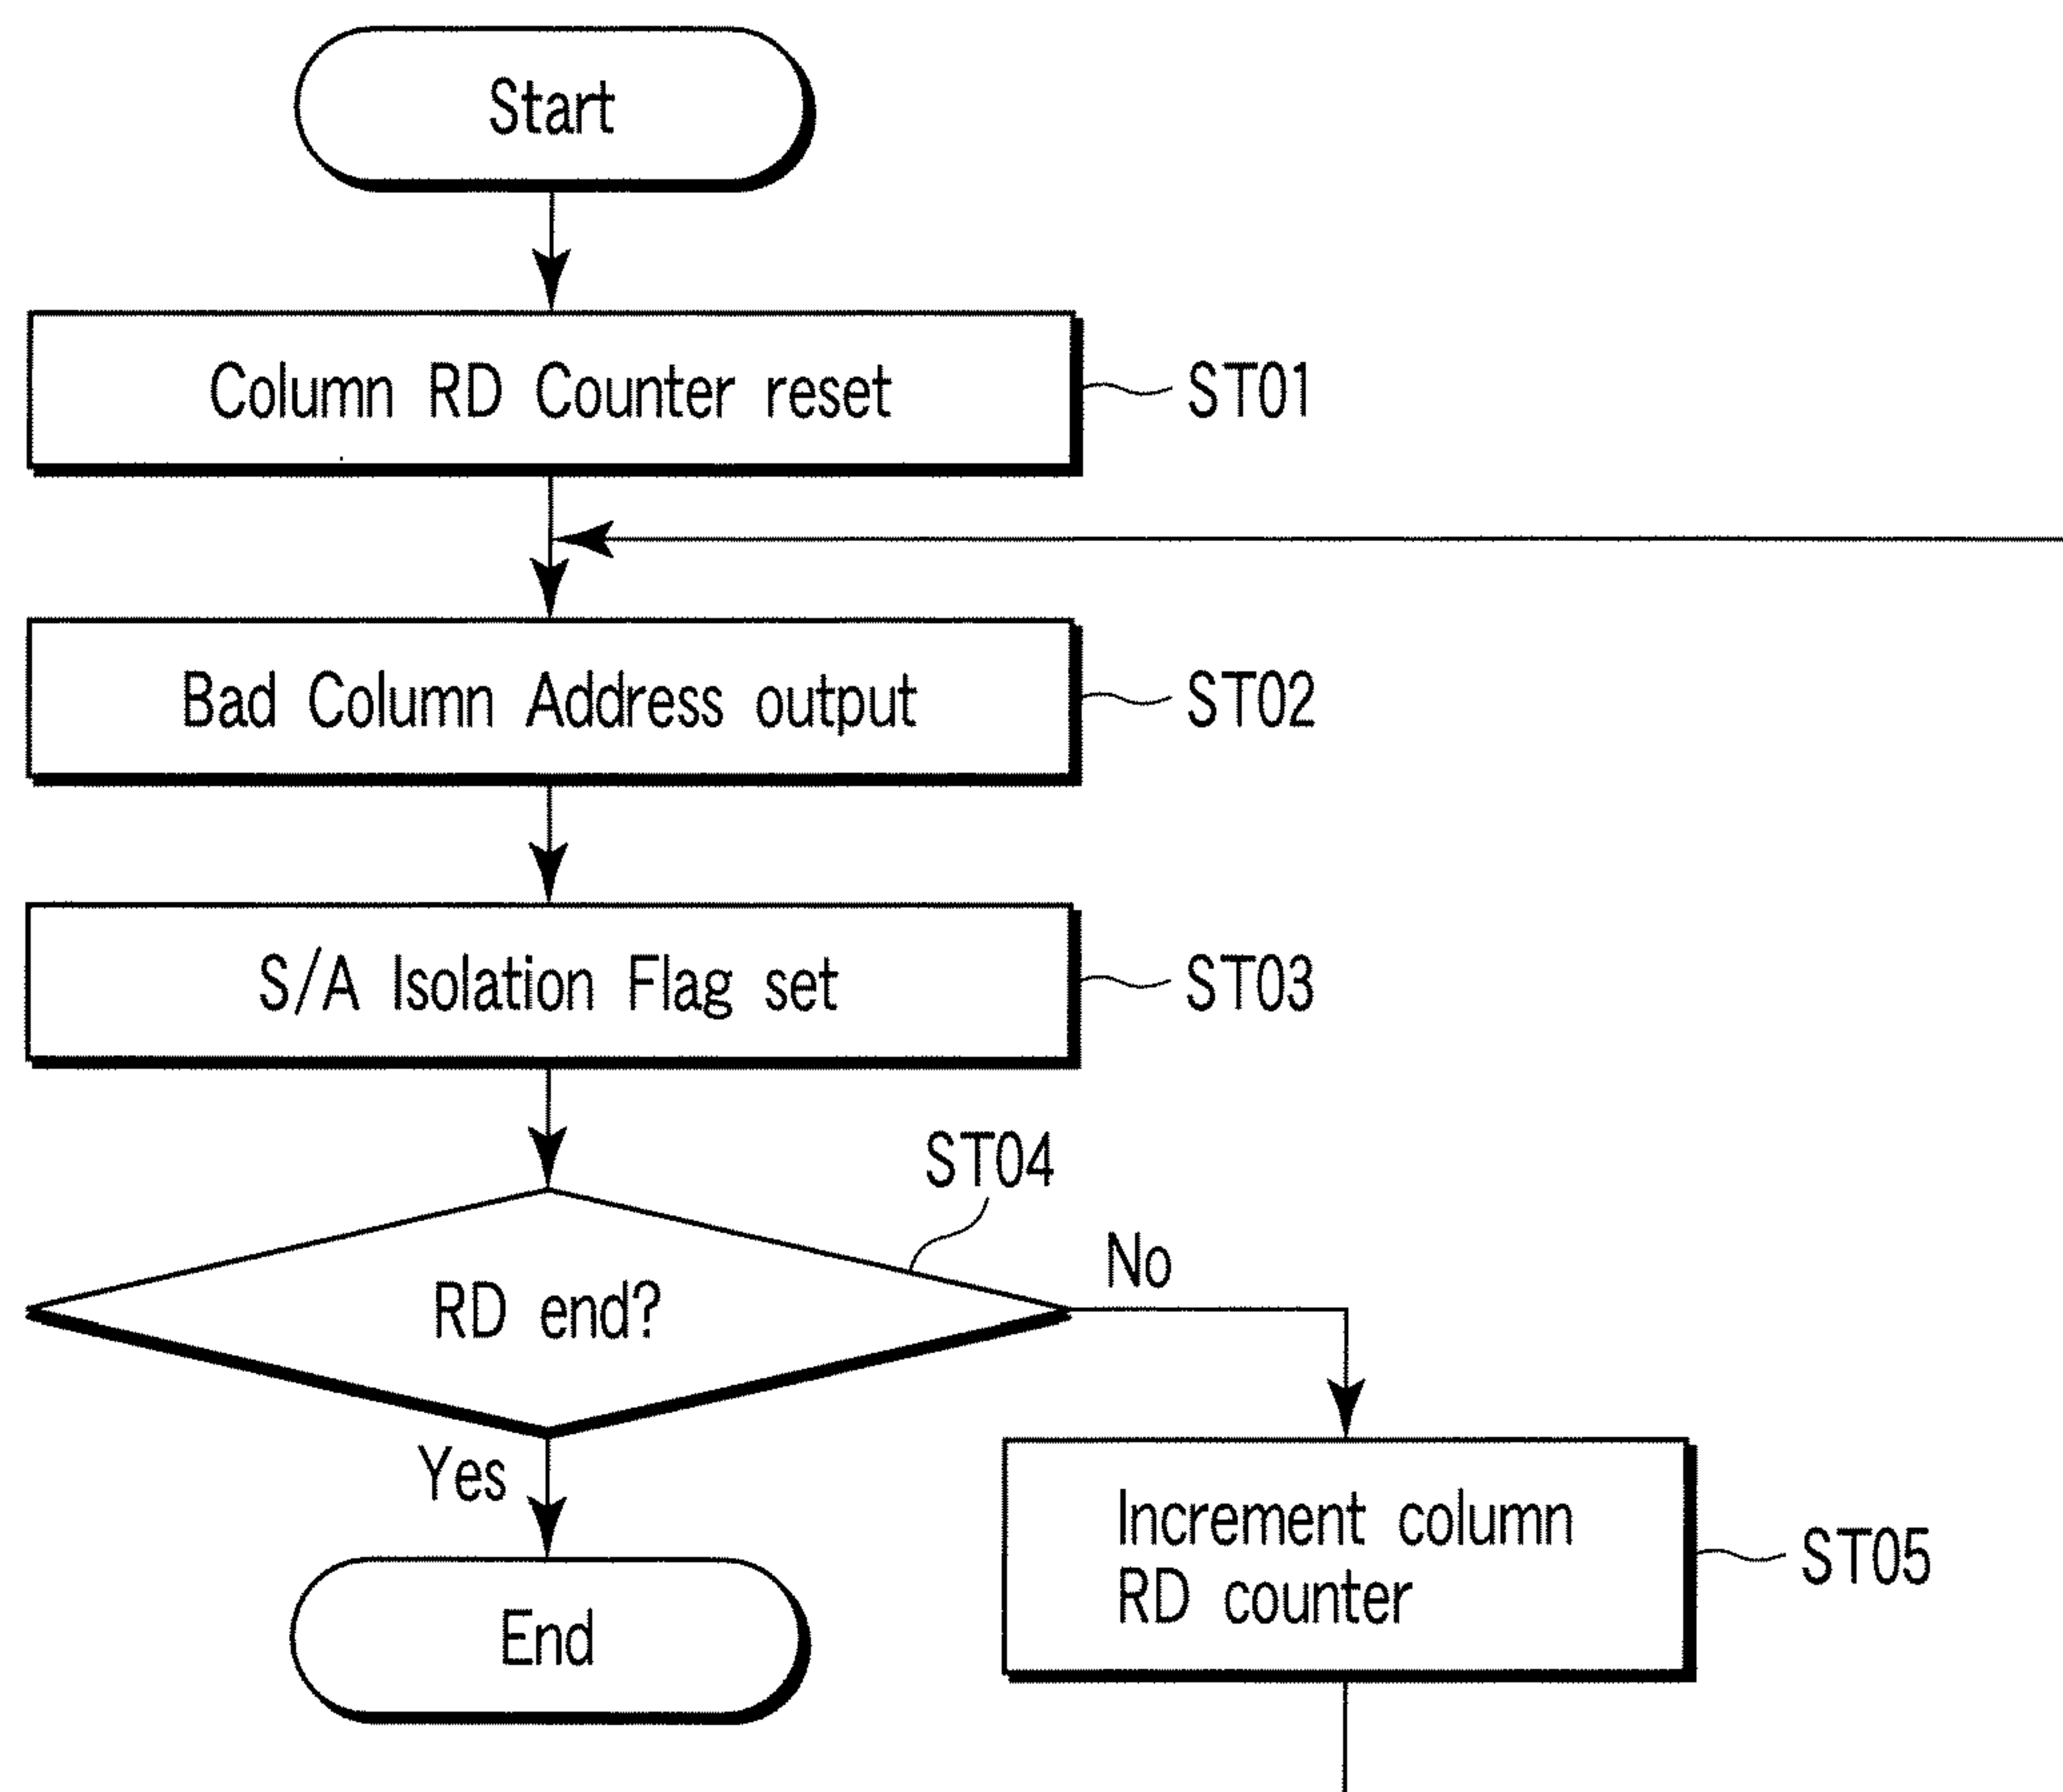 Start
Column RD Counter reset
ST01
Bad Column Address output
ST02
S/A Isolation Flag set
ST03
ST04
RD end?
No
Yes
Increment column
RD counter
ST05
End